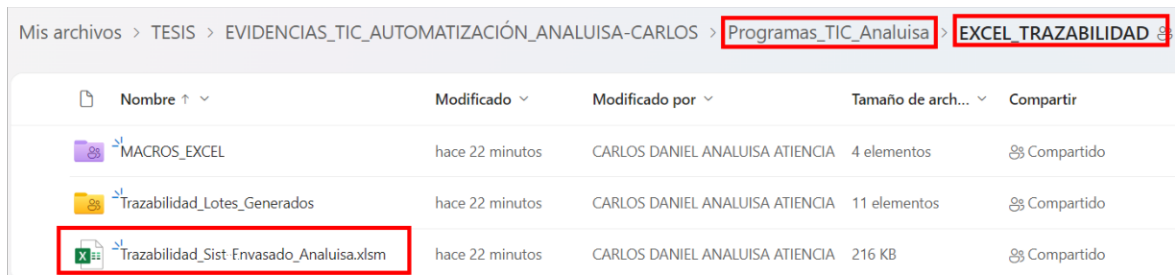 Mis archivos > TESIS > EVIDENCIAS_TIC_AUTOMATIZACIÓN_ANALUISA-CARLOS > Programas_TIC_Analuisa > EXCEL_TRAZABILIDAD
Nombre Modificado Modificado por Tamaño de arch... Compartir
MACROS_EXCEL hace 22 minutos CARLOS DANIEL ANALUISA ATIENCIA 4 elementos Compartido
Trazabilidad_Lotes_Generados hace 22 minutos CARLOS DANIEL ANALUISA ATIENCIA 11 elementos Compartido
Trazabilidad_Sist-Envasado_Analuisa.xlsm hace 22 minutos CARLOS DANIEL ANALUISA ATIENCIA 216 KB Compartido